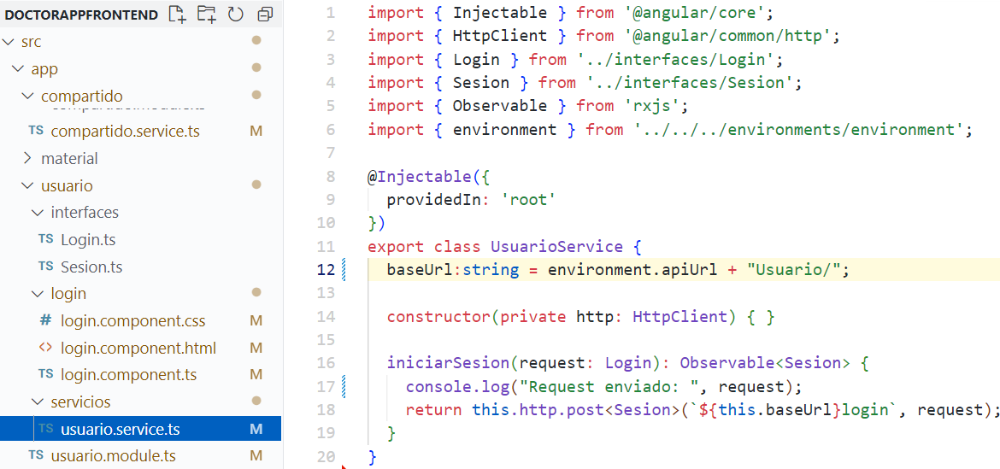 DOCTORAPPFRONTEND
src
app
compartido
TS compartido.service.ts M
material
usuario
interfaces
TS Login.ts
TS Sesion.ts
login
# login.component.css M
<> login.component.html M
TS login.component.ts M
servicios
TS usuario.service.ts M
TS usuario.module.ts M
1 import { Injectable } from '@angular/core';
2 import { HttpClient } from '@angular/common/http';
3 import { Login } from '../interfaces/Login';
4 import { Sesion } from '../interfaces/Sesion';
5 import { Observable } from 'rxjs';
6 import { environment } from '../../../environments/environment';
7
8 @Injectable({
9 providedIn: 'root'
10 })
11 export class UsuarioService {
12 baseUrl:string = environment.apiUrl + "Usuario/";
13
14 constructor(private http: HttpClient) { }
15
16 iniciarSesion(request: Login): Observable<Sesion> {
17 console.log("Request enviado: ", request);
18 return this.http.post<Sesion>(`${this.baseUrl}login`, request);
19 }
20 }